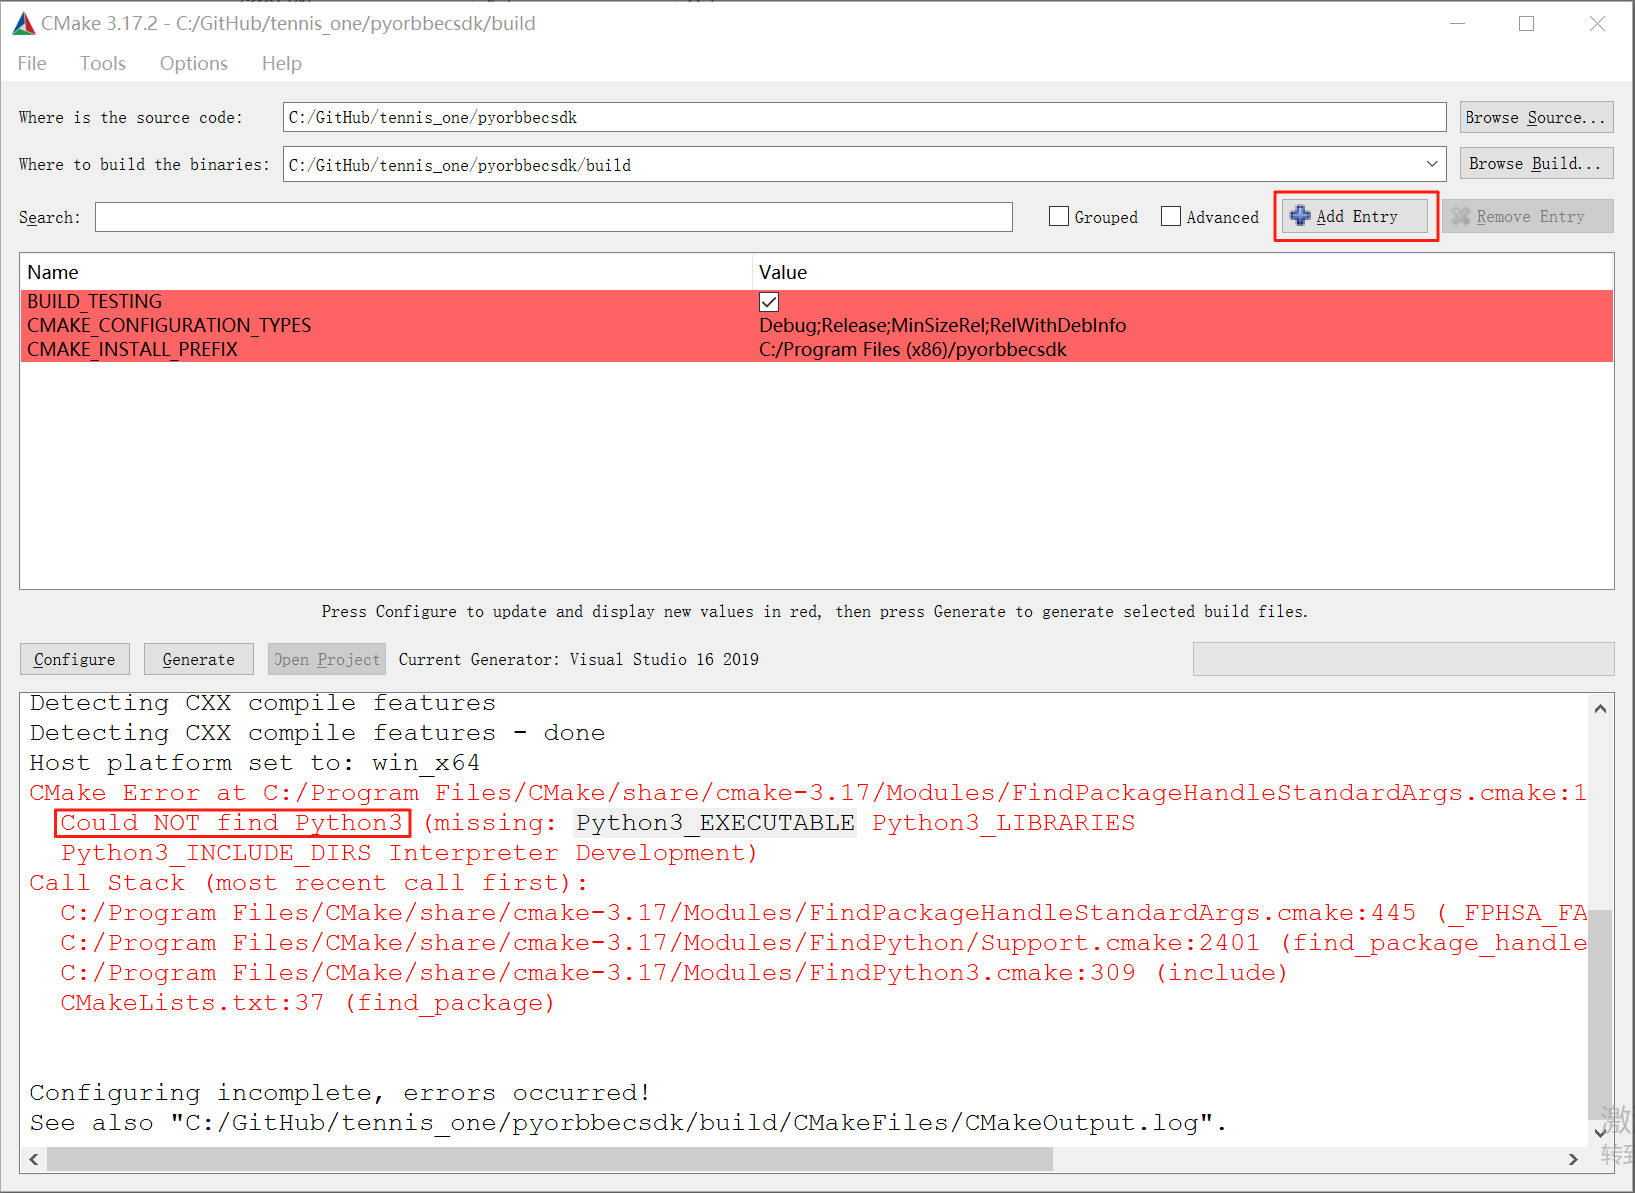 CMake 3.17.2 - C:/GitHub/tennis_one/pyorbbecsdk/build
File Tools Options Help
Where is the source code: C:/GitHub/tennis_one/pyorbbecsdk Browse Source...
Where to build the binaries: C:/GitHub/tennis_one/pyorbbecsdk/build Browse Build...
Search: Grouped Advanced Add Entry Remove Entry
Name Value
BUILD_TESTING
CMAKE_CONFIGURATION_TYPES Debug;Release;MinSizeRel;RelWithDebInfo
CMAKE_INSTALL_PREFIX C:/Program Files (x86)/pyorbbecsdk
Press Configure to update and display new values in red, then press Generate to generate selected build files.
Configure Generate Open Project Current Generator: Visual Studio 16 2019
Detecting CXX compile features
Detecting CXX compile features - done
Host platform set to: win_x64
CMake Error at C:/Program Files/CMake/share/cmake-3.17/Modules/FindPackageHandleStandardArgs.cmake:1
Could NOT find Python3 (missing: Python3_EXECUTABLE Python3_LIBRARIES
Python3_INCLUDE_DIRS Interpreter Development)
Call Stack (most recent call first):
C:/Program Files/CMake/share/cmake-3.17/Modules/FindPackageHandleStandardArgs.cmake:445 (_FPHSA_FA
C:/Program Files/CMake/share/cmake-3.17/Modules/FindPython/Support.cmake:2401 (find_package_handle
C:/Program Files/CMake/share/cmake-3.17/Modules/FindPython3.cmake:309 (include)
CMakeLists.txt:37 (find_package)
Configuring incomplete, errors occurred!
See also "C:/GitHub/tennis_one/pyorbbecsdk/build/CMakeFiles/CMakeOutput.log".
激
转到